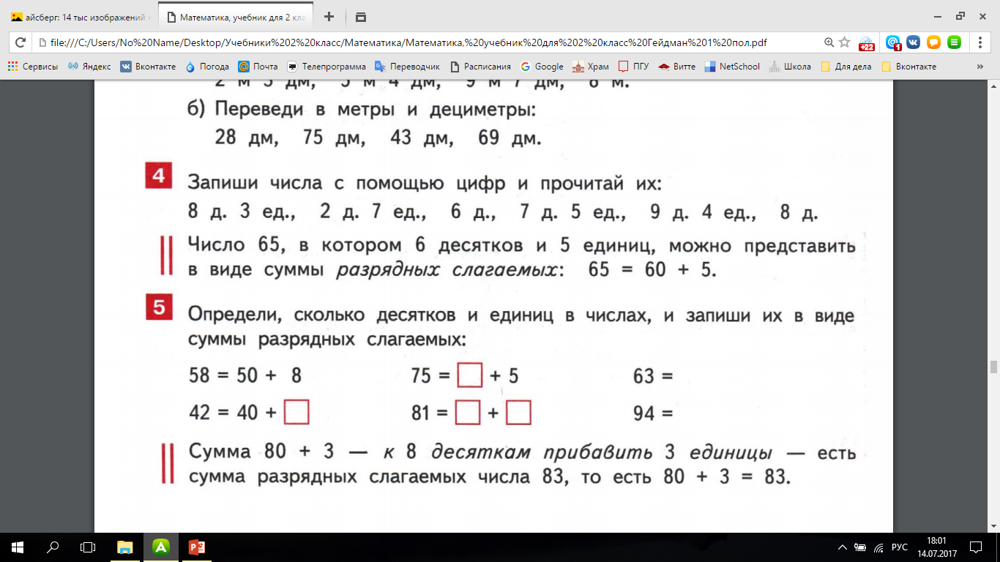 айсберг: 14 тыс изображений
Математика, учебник для 2 кла
file:///C:/Users/No%20Name/Desktop/Учебники%202%20класс/Математика/Математика,%20учебник%20для%202%20класс%20Гейдман%201%20пол.pdf
+22
1
Сервисы Яндекс Вконтакте Погода Почта Телепрограмма Переводчик Расписания Google Храм ПГУ Витте NetSchool Школа Для дела Вконтакте »
2 м 5 дм, 5 м 4 дм, 9 м 7 дм, 8 м.
б) Переведи в метры и дециметры:
28 дм, 75 дм, 43 дм, 69 дм.
4 Запиши числа с помощью цифр и прочитай их:
8 д. 3 ед., 2 д. 7 ед., 6 д., 7 д. 5 ед., 9 д. 4 ед., 8 д.
Число 65, в котором 6 десятков и 5 единиц, можно представить
в виде суммы разрядных слагаемых: 65 = 60 + 5.
5 Определи, сколько десятков и единиц в числах, и запиши их в виде
суммы разрядных слагаемых:
58 = 50 + 8 75 = □ + 5 63 =
42 = 40 + □ 81 = □ + □ 94 =
Сумма 80 + 3 — к 8 десяткам прибавить 3 единицы — есть
сумма разрядных слагаемых числа 83, то есть 80 + 3 = 83.
РУС
18:01
14.07.2017